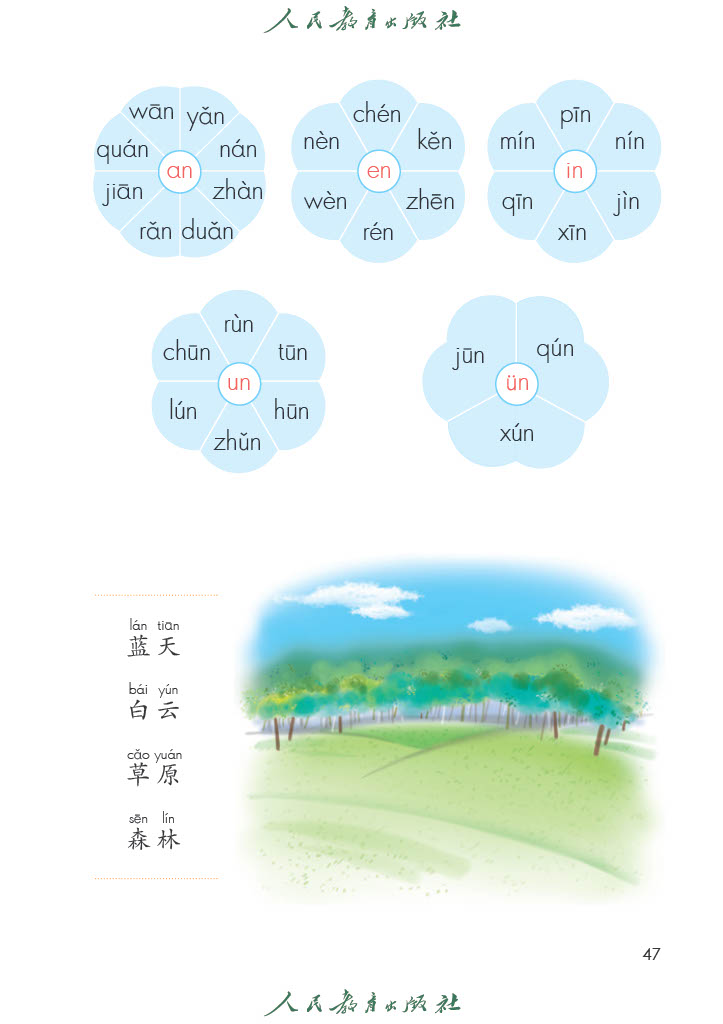 人民教育出版社
wān yǎn
quán nán
an
jiān zhàn
rǎn duǎn
chén
nèn kěn
en
wèn zhēn
rén
pīn
mín nín
in
qīn jìn
xīn
rùn
chūn tūn
un
lún hūn
zhǔn
jūn qún
ün
xún
lán tiān
蓝天
bái yún
白云
cǎo yuán
草原
sēn lín
森林
47
人民教育出版社